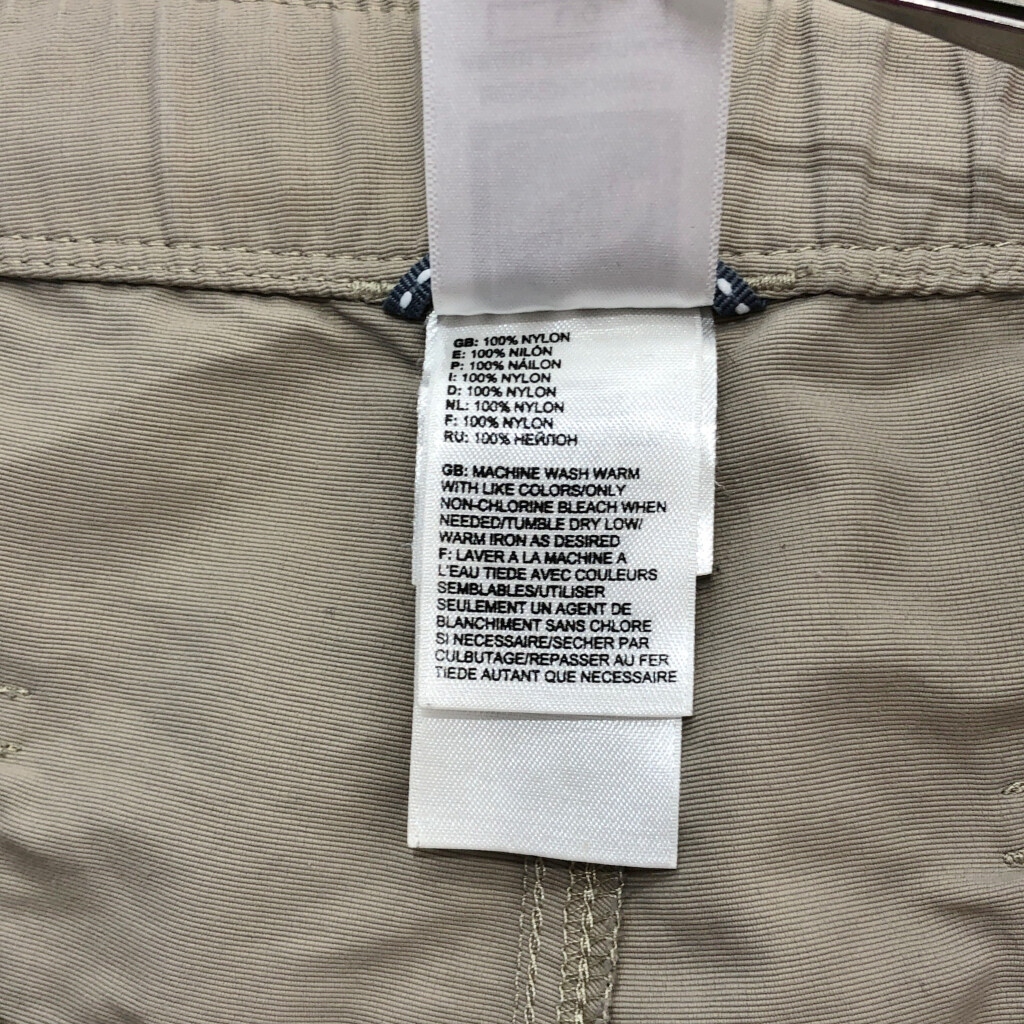 GB: 100% NYLON
E: 100% NILÓN
P: 100% NÁILON
I: 100% NYLON
D: 100% NYLON
NL: 100% NYLON
F: 100% NYLON
RU: 100% НЕЙЛОН
GB: MACHINE WASH WARM
WITH LIKE COLORS/ONLY
NON-CHLORINE BLEACH WHEN
NEEDED/TUMBLE DRY LOW/
WARM IRON AS DESIRED
F: LAVER A LA MACHINE A
L'EAU TIEDE AVEC COULEURS
SEMBLABLES/UTILISER
SEULEMENT UN AGENT DE
BLANCHIMENT SANS CHLORE
SI NECESSAIRE/SECHER PAR
CULBUTAGE/REPASSER AU FER
TIEDE AUTANT QUE NECESSAIRE